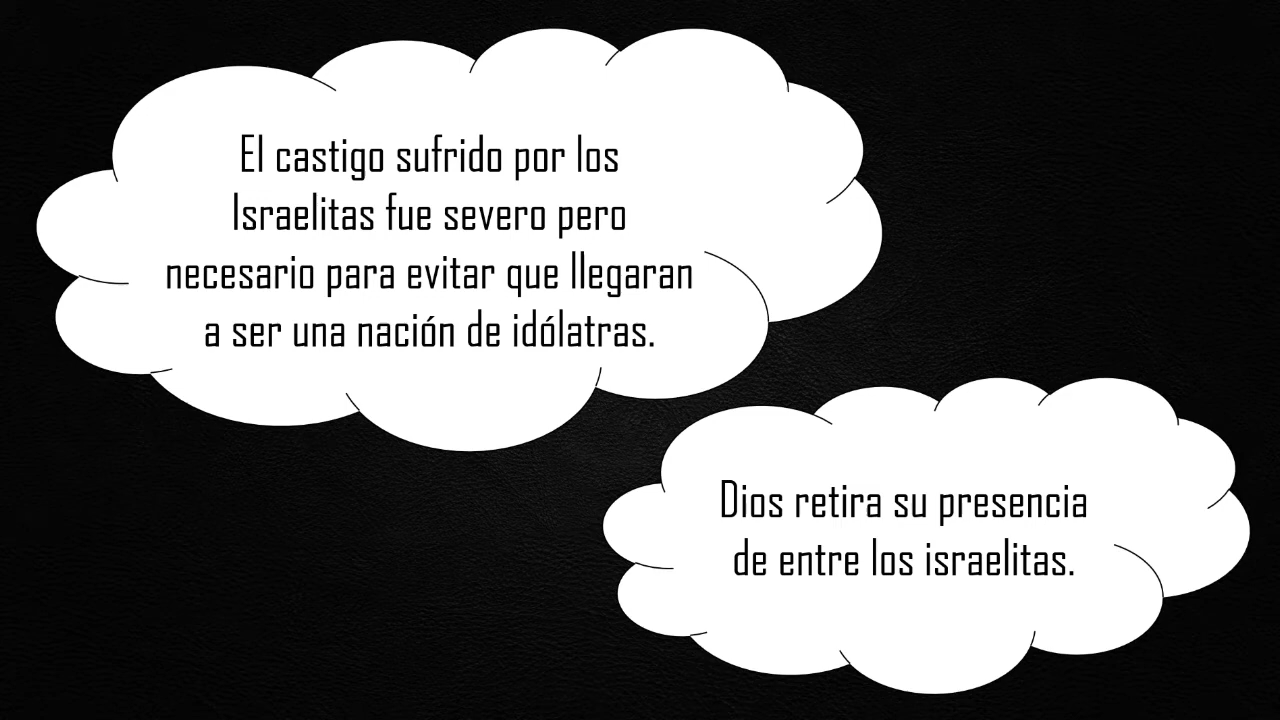 El castigo sufrido por los
Israelitas fue severo pero
necesario para evitar que llegaran
a ser una nación de idólatras.
Dios retira su presencia
de entre los israelitas.